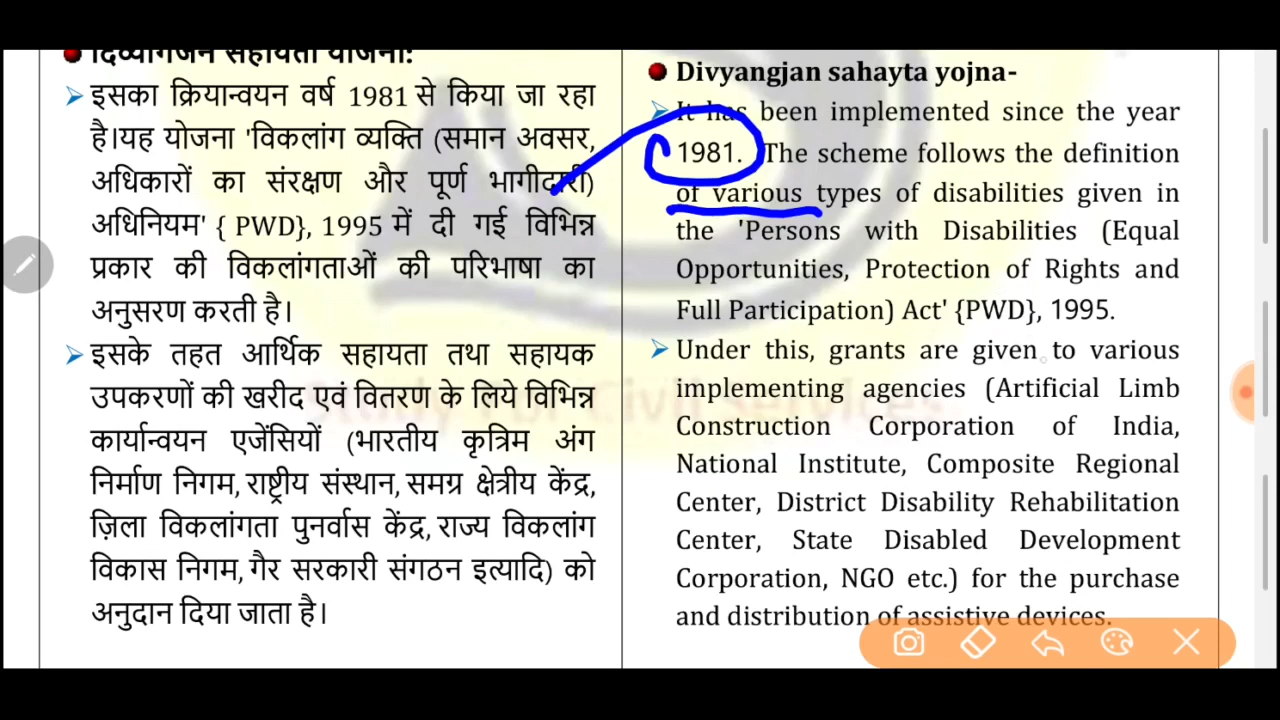 दिव्यांगजन सहायता योजना:
इसका क्रियान्वयन वर्ष 1981 से किया जा रहा
है।यह योजना 'विकलांग व्यक्ति (समान अवसर,
अधिकारों का संरक्षण और पूर्ण भागीदारी)
अधिनियम' { PWD}, 1995 में दी गई विभिन्न
प्रकार की विकलांगताओं की परिभाषा का
अनुसरण करती है।
इसके तहत आर्थिक सहायता तथा सहायक
उपकरणों की खरीद एवं वितरण के लिये विभिन्न
कार्यान्वयन एजेंसियों (भारतीय कृत्रिम अंग
निर्माण निगम, राष्ट्रीय संस्थान, समग्र क्षेत्रीय केंद्र,
ज़िला विकलांगता पुनर्वास केंद्र, राज्य विकलांग
विकास निगम, गैर सरकारी संगठन इत्यादि) को
अनुदान दिया जाता है।
Divyangjan sahayta yojna-
It has been implemented since the year
1981. The scheme follows the definition
of various types of disabilities given in
the 'Persons with Disabilities (Equal
Opportunities, Protection of Rights and
Full Participation) Act' {PWD}, 1995.
Under this, grants are given to various
implementing agencies (Artificial Limb
Construction Corporation of India,
National Institute, Composite Regional
Center, District Disability Rehabilitation
Center, State Disabled Development
Corporation, NGO etc.) for the purchase
and distribution of assistive devices.
Study For Civil Services